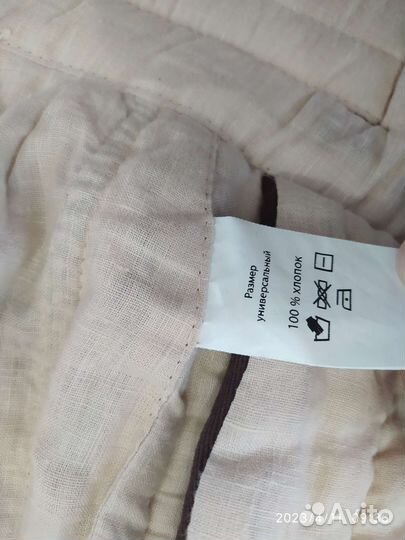 Размер
универсальный
100 % хлопок
Avito